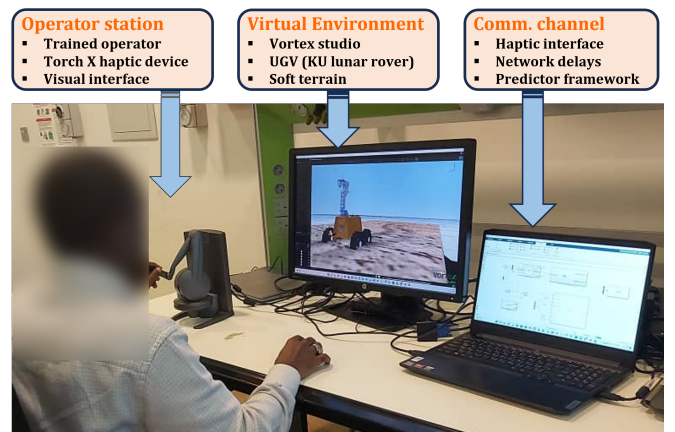 Operator station
▪ Trained operator
▪ Torch X haptic device
▪ Visual interface
Virtual Environment
▪ Vortex studio
▪ UGV (KU lunar rover)
▪ Soft terrain
Comm. channel
▪ Haptic interface
▪ Network delays
▪ Predictor framework